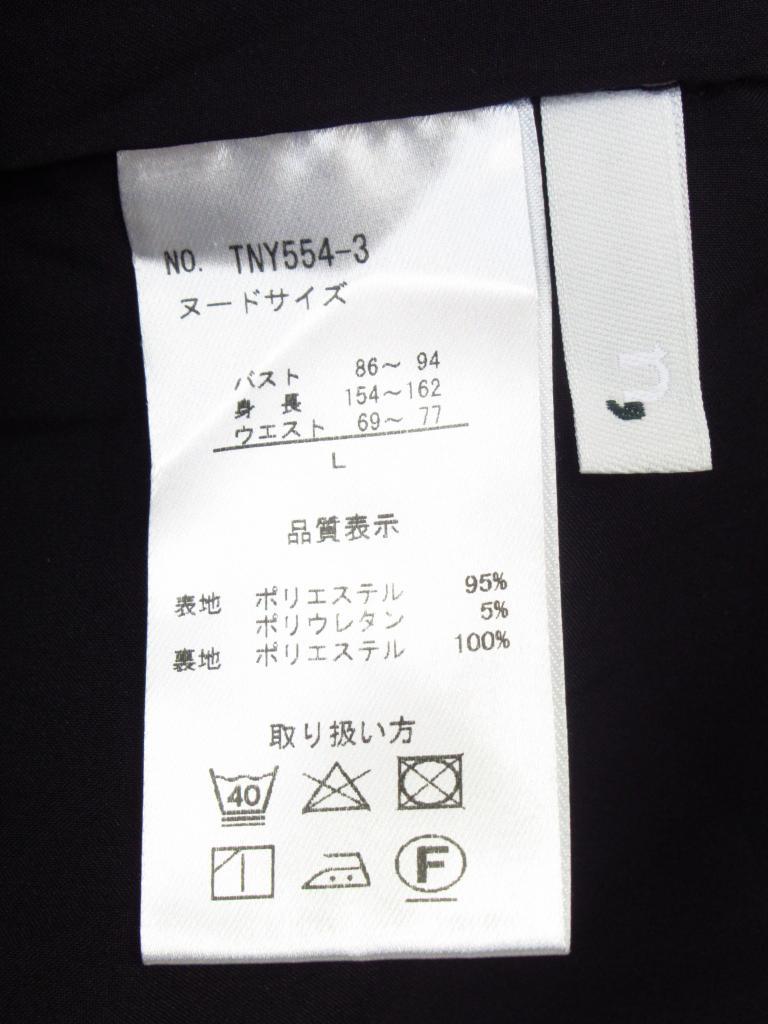 NO. TNY554-3
ヌードサイズ
バスト 86～ 94
身 長 154～162
ウエスト 69～ 77
L
品質表示
表地 ポリエステル 95%
ポリウレタン 5%
裏地 ポリエステル 100%
取り扱い方
40
F